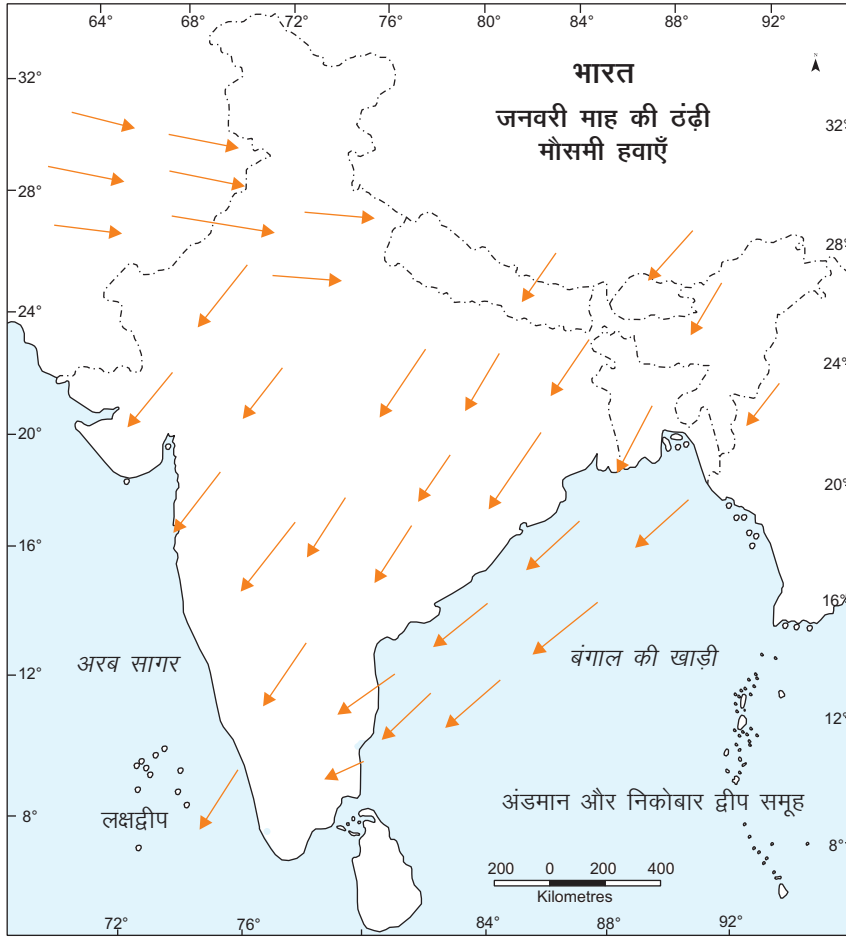 64° 68° 72° 76° 80° 84° 88° 92°
N
32°
भारत
जनवरी माह की ठंढ़ी
मौसमी हवाएँ
32°
28°
28°
24°
24°
20°
20°
16°
16°
अरब सागर
बंगाल की खाड़ी
12°
12°
लक्षद्वीप
अंडमान और निकोबार द्वीप समूह
8°
8°
200 0 200 400
Kilometres
72° 76° 84° 88° 92°